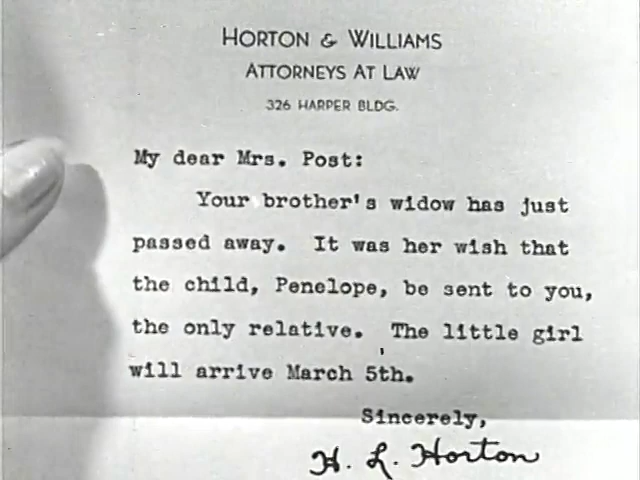 HORTON & WILLIAMS
ATTORNEYS AT LAW
326 HARPER BLDG.
My dear Mrs. Post:
Your brother's widow has just
passed away. It was her wish that
the child, Penelope, be sent to you,
the only relative. The little girl
will arrive March 5th.
Sincerely,
H. L. Horton